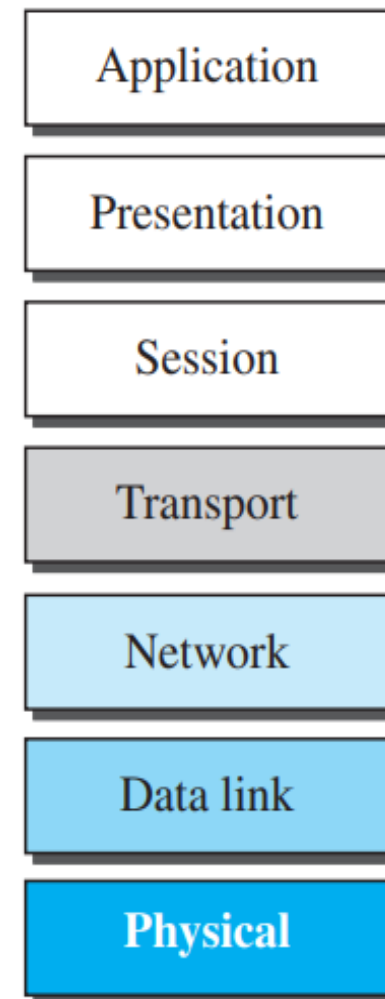 Application
Presentation
Session
Transport
Network
Data link
Physical